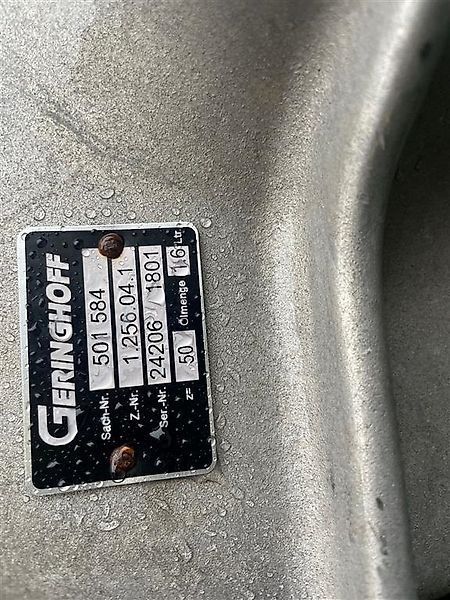 GERINGHOFF
Sach-Nr. 501 584
Z.-Nr. 1.256.04.1
Ser.-Nr. 24206 / 1801
z= 50 Ölmenge 1,6 Ltr.